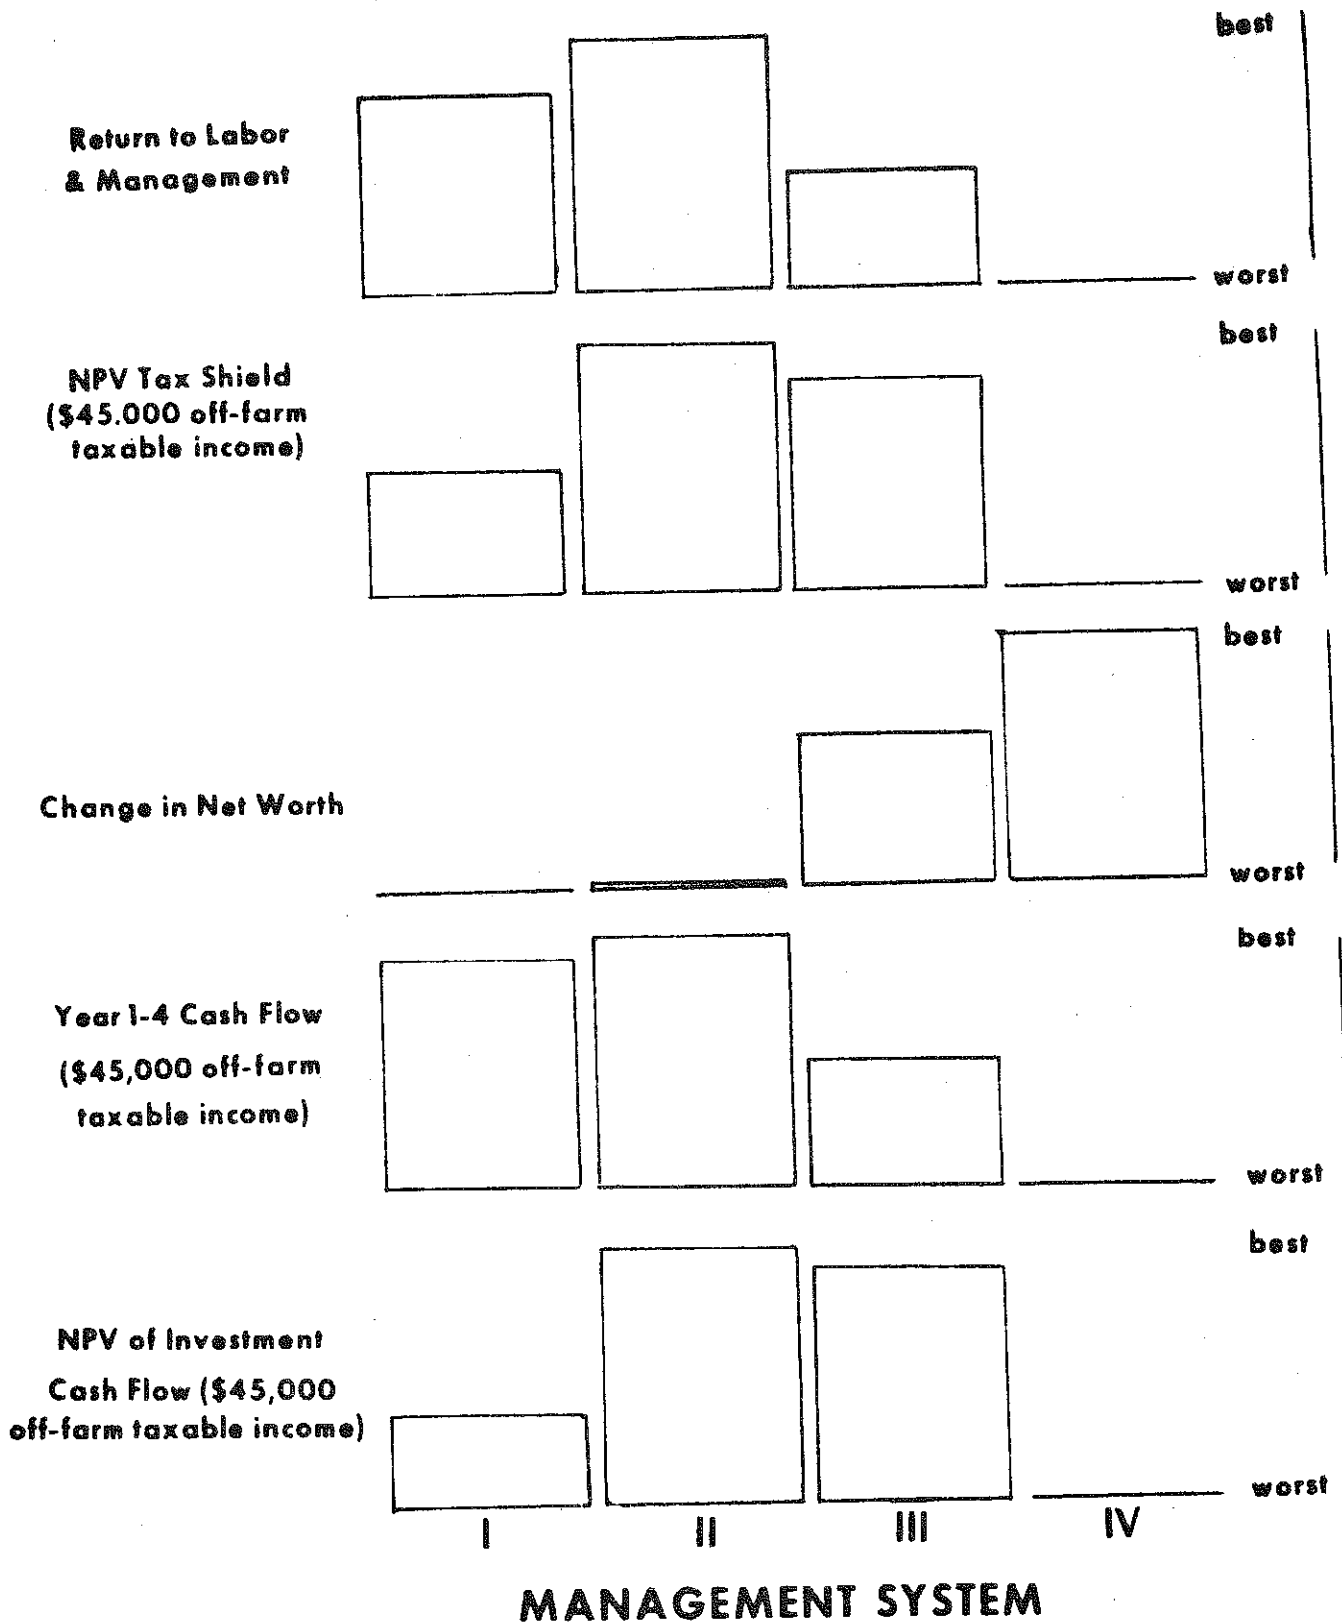 best
Return to Labor
& Management
worst
best
NPV Tax Shield
($45.000 off-farm
taxable income)
worst
best
Change in Net Worth
worst
best
Year 1-4 Cash Flow
($45,000 off-farm
taxable income)
worst
best
NPV of Investment
Cash Flow ($45,000
off-farm taxable income)
worst
I II III IV
MANAGEMENT SYSTEM